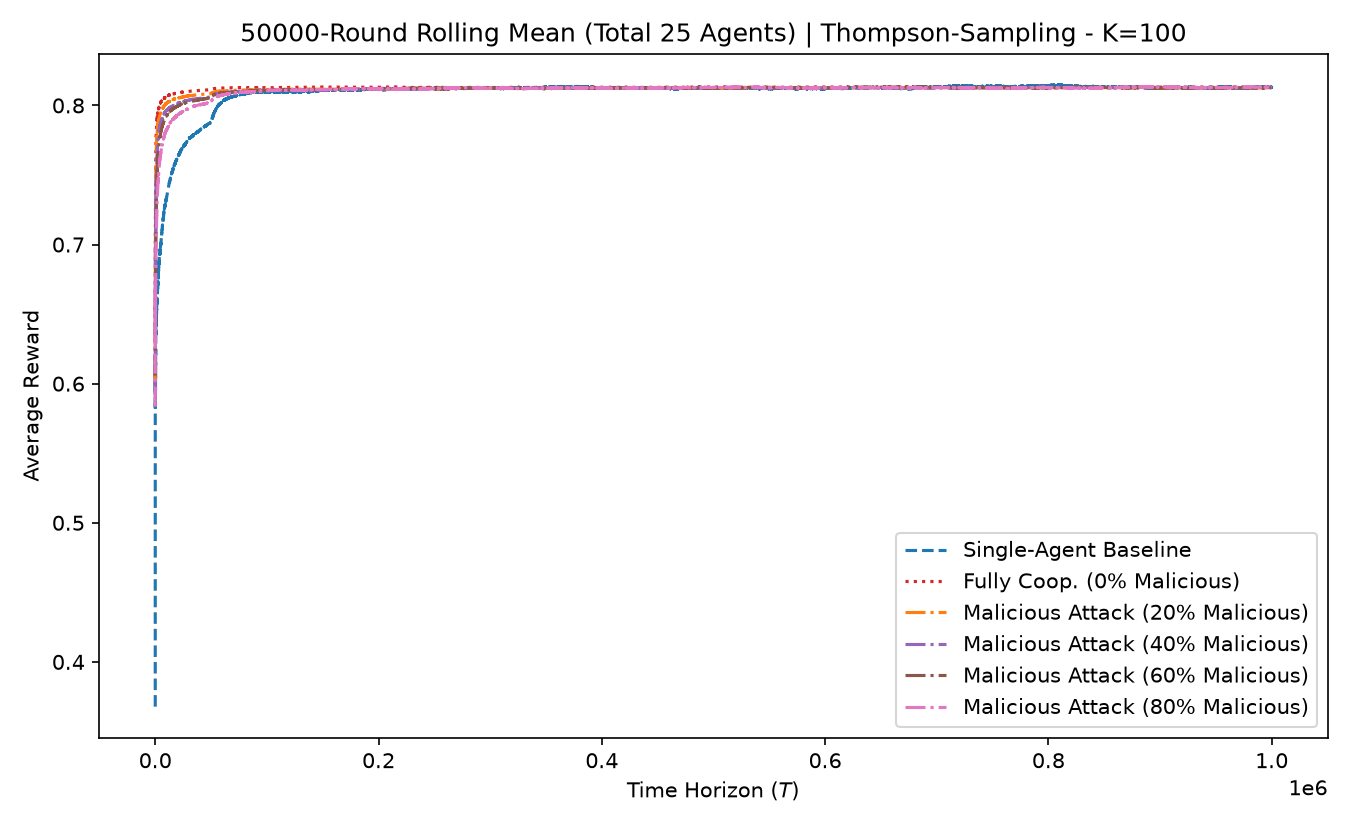 50000-Round Rolling Mean (Total 25 Agents) | Thompson-Sampling - K=100
Average Reward
0.8
0.7
0.6
0.5
0.4
Single-Agent Baseline
Fully Coop. (0% Malicious)
Malicious Attack (20% Malicious)
Malicious Attack (40% Malicious)
Malicious Attack (60% Malicious)
Malicious Attack (80% Malicious)
0.0 0.2 0.4 0.6 0.8 1.0
1e6
Time Horizon (T)